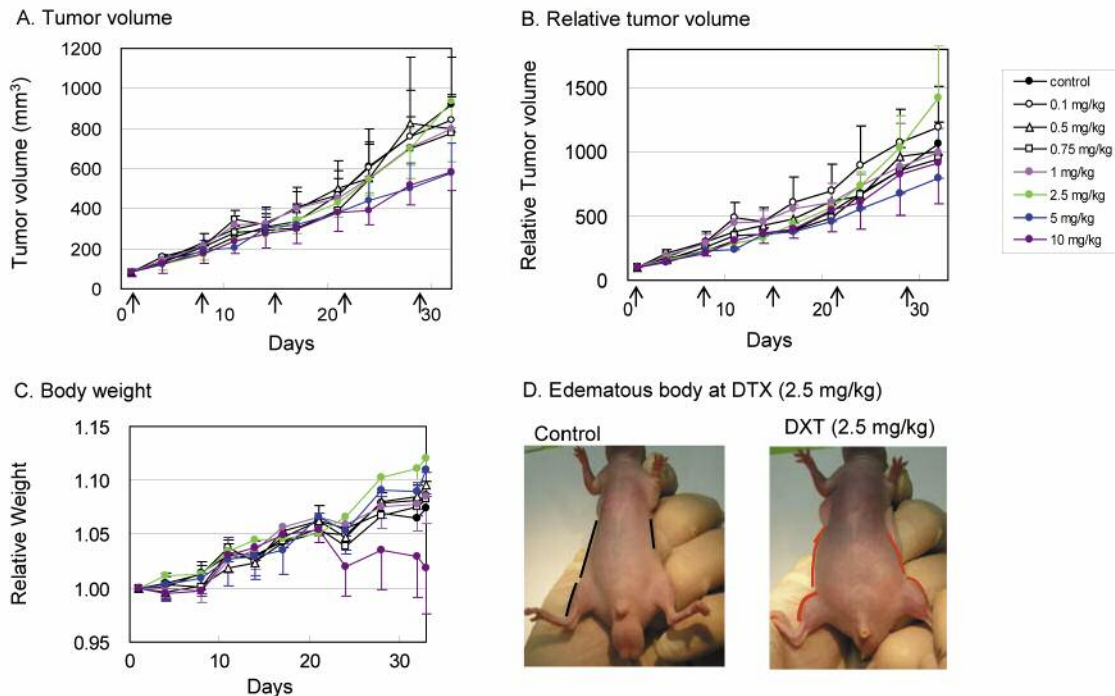 A. Tumor volume
1200
1000
800
600
400
200
0
Tumor volume (mm³)
0
10
20
30
Days
B. Relative tumor volume
1500
1000
500
0
Relative Tumor volume
0
10
20
30
Days
control
0.1 mg/kg
0.5 mg/kg
0.75 mg/kg
1 mg/kg
2.5 mg/kg
5 mg/kg
10 mg/kg
C. Body weight
1.15
1.10
1.05
1.00
0.95
Relative Weight
0
10
20
30
Days
D. Edematous body at DTX (2.5 mg/kg)
Control
DXT (2.5 mg/kg)